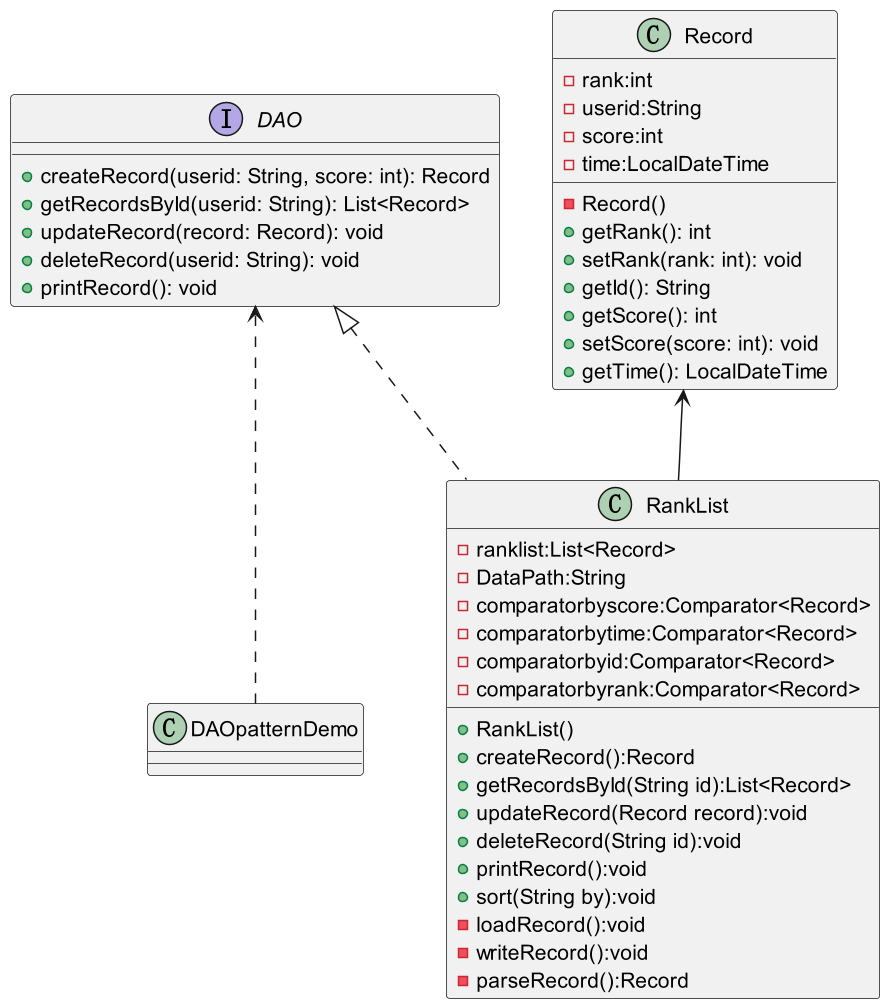 I DAO
createRecord(userid: String, score: int): Record
getRecordsById(userid: String): List<Record>
updateRecord(record: Record): void
deleteRecord(userid: String): void
printRecord(): void
C Record
rank:int
userid:String
score:int
time:LocalDateTime
Record()
getRank(): int
setRank(rank: int): void
getId(): String
getScore(): int
setScore(score: int): void
getTime(): LocalDateTime
C RankList
ranklist:List<Record>
DataPath:String
comparatorbyscore:Comparator<Record>
comparatorbytime:Comparator<Record>
comparatorbyid:Comparator<Record>
comparatorbyrank:Comparator<Record>
RankList()
createRecord():Record
getRecordsById(String id):List<Record>
updateRecord(Record record):void
deleteRecord(String id):void
printRecord():void
sort(String by):void
loadRecord():void
writeRecord():void
parseRecord():Record
C DAOpatternDemo